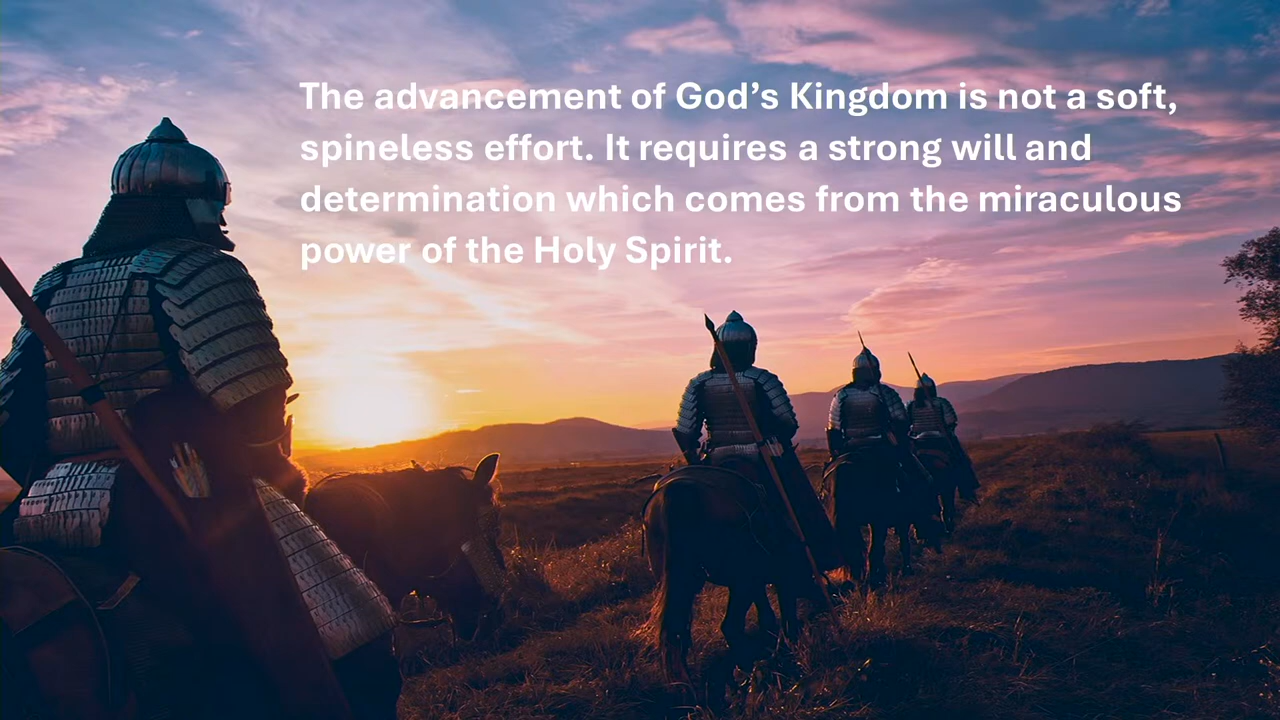 The advancement of God’s Kingdom is not a soft,
spineless effort. It requires a strong will and
determination which comes from the miraculous
power of the Holy Spirit.